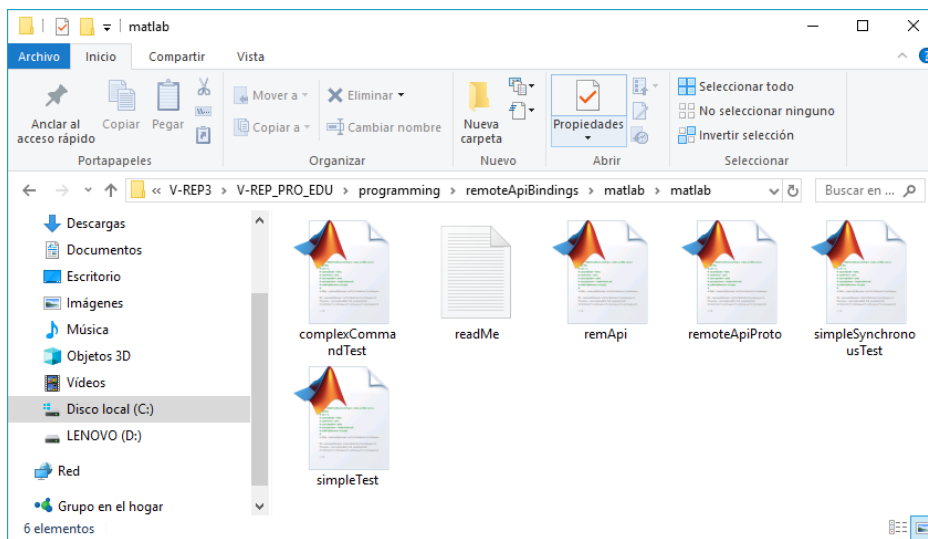 matlab
Archivo Inicio Compartir Vista
Anclar al acceso rápido
Copiar
Pegar
Portapapeles
Mover a
Copiar a
Eliminar
Cambiar nombre
Organizar
Nueva carpeta
Nuevo
Propiedades
Abrir
Seleccionar todo
No seleccionar ninguno
Invertir selección
Seleccionar
« V-REP3 > V-REP_PRO_EDU > programming > remoteApiBindings > matlab > matlab
Buscar en ...
Descargas
Documentos
Escritorio
Imágenes
Música
Objetos 3D
Vídeos
Disco local (C:)
LENOVO (D:)
Red
Grupo en el hogar
complexComma
ndTest
readMe
remApi
remoteApiProto
simpleSynchrono
usTest
simpleTest
6 elementos